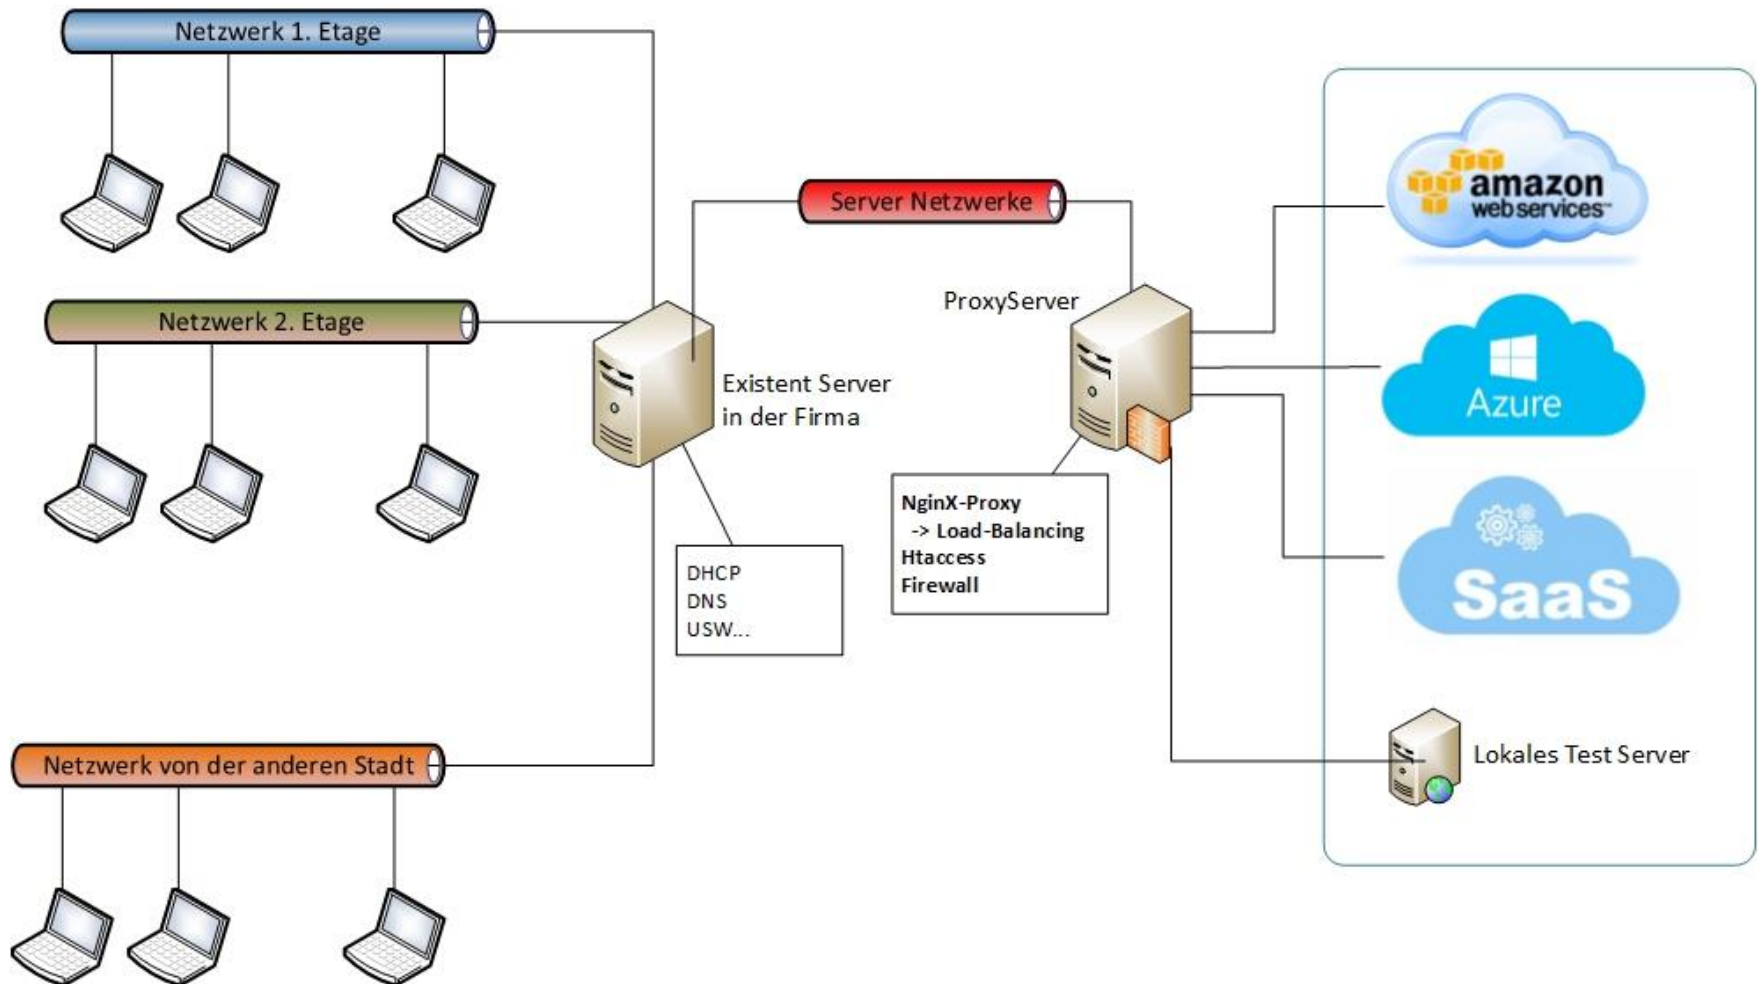 Netzwerk 1. Etage
Netzwerk 2. Etage
Netzwerk von der anderen Stadt
Existent Server
in der Firma
DHCP
DNS
USW...
Server Netzwerke
ProxyServer
NginX-Proxy
-> Load-Balancing
Htaccess
Firewall
amazon
webservices™
Azure
SaaS
Lokales Test Server